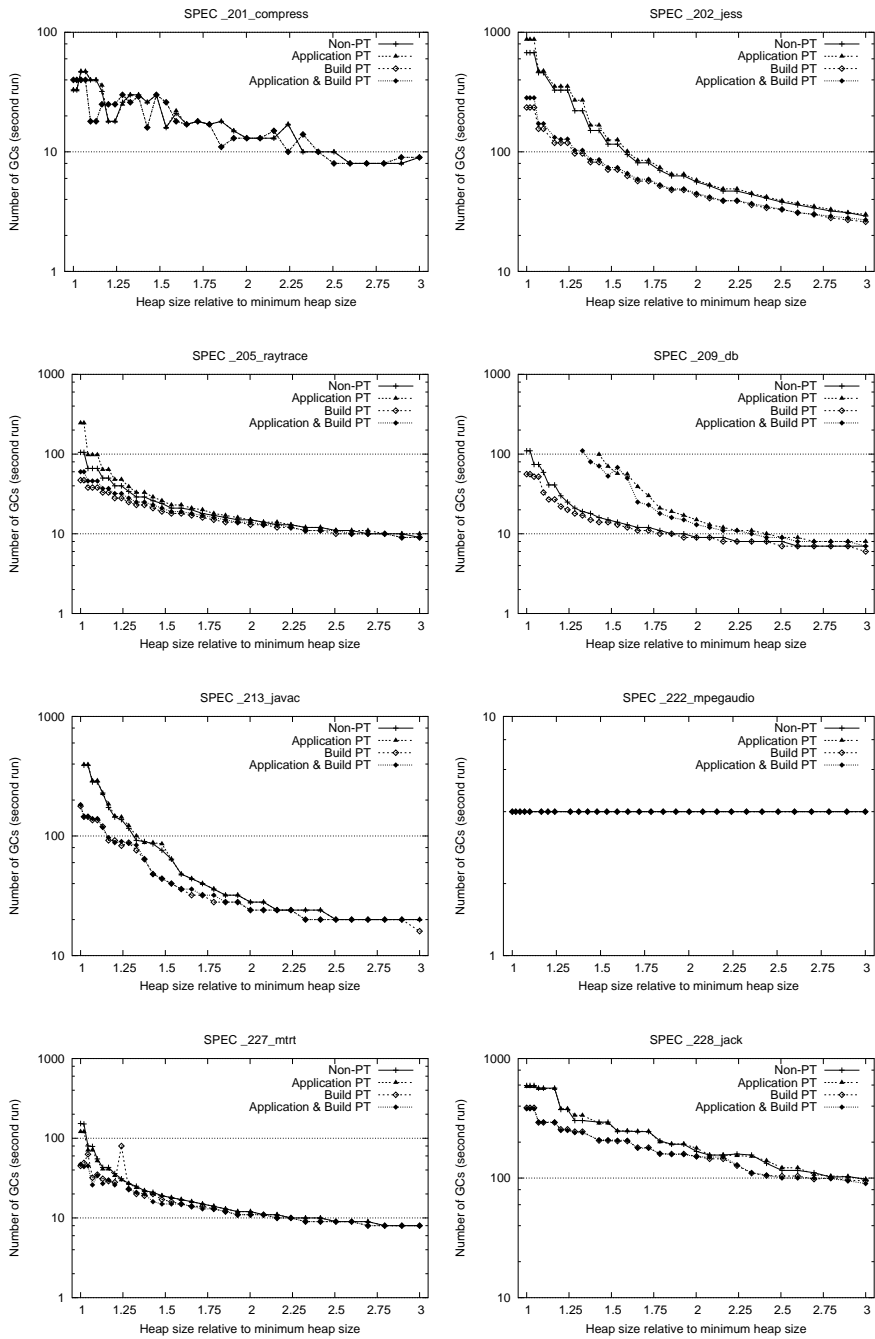 SPEC _201_compress
Number of GCs (second run)
100
10
1
Non-PT
Application PT
Build PT
Application & Build PT
1 1.25 1.5 1.75 2 2.25 2.5 2.75 3
Heap size relative to minimum heap size
SPEC _202_jess
Number of GCs (second run)
1000
100
10
Non-PT
Application PT
Build PT
Application & Build PT
1 1.25 1.5 1.75 2 2.25 2.5 2.75 3
Heap size relative to minimum heap size
SPEC _205_raytrace
Number of GCs (second run)
1000
100
10
1
Non-PT
Application PT
Build PT
Application & Build PT
1 1.25 1.5 1.75 2 2.25 2.5 2.75 3
Heap size relative to minimum heap size
SPEC _209_db
Number of GCs (second run)
1000
100
10
1
Non-PT
Application PT
Build PT
Application & Build PT
1 1.25 1.5 1.75 2 2.25 2.5 2.75 3
Heap size relative to minimum heap size
SPEC _213_javac
Number of GCs (second run)
1000
100
10
Non-PT
Application PT
Build PT
Application & Build PT
1 1.25 1.5 1.75 2 2.25 2.5 2.75 3
Heap size relative to minimum heap size
SPEC _222_mpegaudio
Number of GCs (second run)
10
1
Non-PT
Application PT
Build PT
Application & Build PT
1 1.25 1.5 1.75 2 2.25 2.5 2.75 3
Heap size relative to minimum heap size
SPEC _227_mtrt
Number of GCs (second run)
1000
100
10
1
Non-PT
Application PT
Build PT
Application & Build PT
1 1.25 1.5 1.75 2 2.25 2.5 2.75 3
Heap size relative to minimum heap size
SPEC _228_jack
Number of GCs (second run)
1000
100
10
Non-PT
Application PT
Build PT
Application & Build PT
1 1.25 1.5 1.75 2 2.25 2.5 2.75 3
Heap size relative to minimum heap size